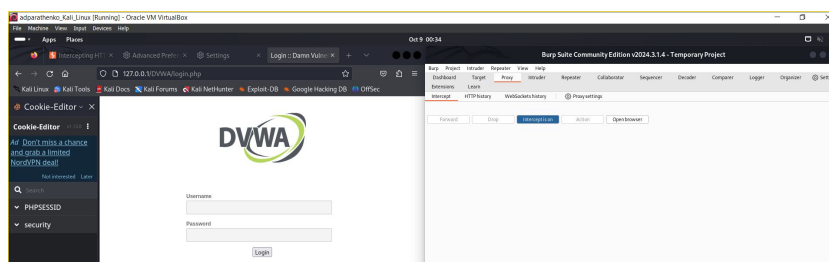 adparathenko_Kali_Linux [Running] - Oracle VM VirtualBox
File Machine View Input Devices Help
Apps Places
Oct 9 00:34
Intercepting HT
Advanced Prefer
Settings
Login :: Damn Vulne
127.0.0.1/DVWA/login.php
Kali Linux Kali Tools Kali Docs Kali Forums Kali NetHunter Exploit-DB Google Hacking DB OffSec
Cookie-Editor
Cookie-Editor
Ad Don't miss a chance
and grab a limited
NordVPN deal!
Not interested Later
Search
PHPSESSID
security
DVWA
Username
Password
Login
Burp Suite Community Edition v2024.3.1.4 - Temporary Project
Burp Project Intruder Repeater View Help
Dashboard Target Proxy Intruder Repeater Collaborator Sequencer Decoder Comparer Logger Organizer Sett
Extensions Learn
Intercept HTTP history WebSockets history Proxy settings
Forward Drop Intercept is on Action Open browser